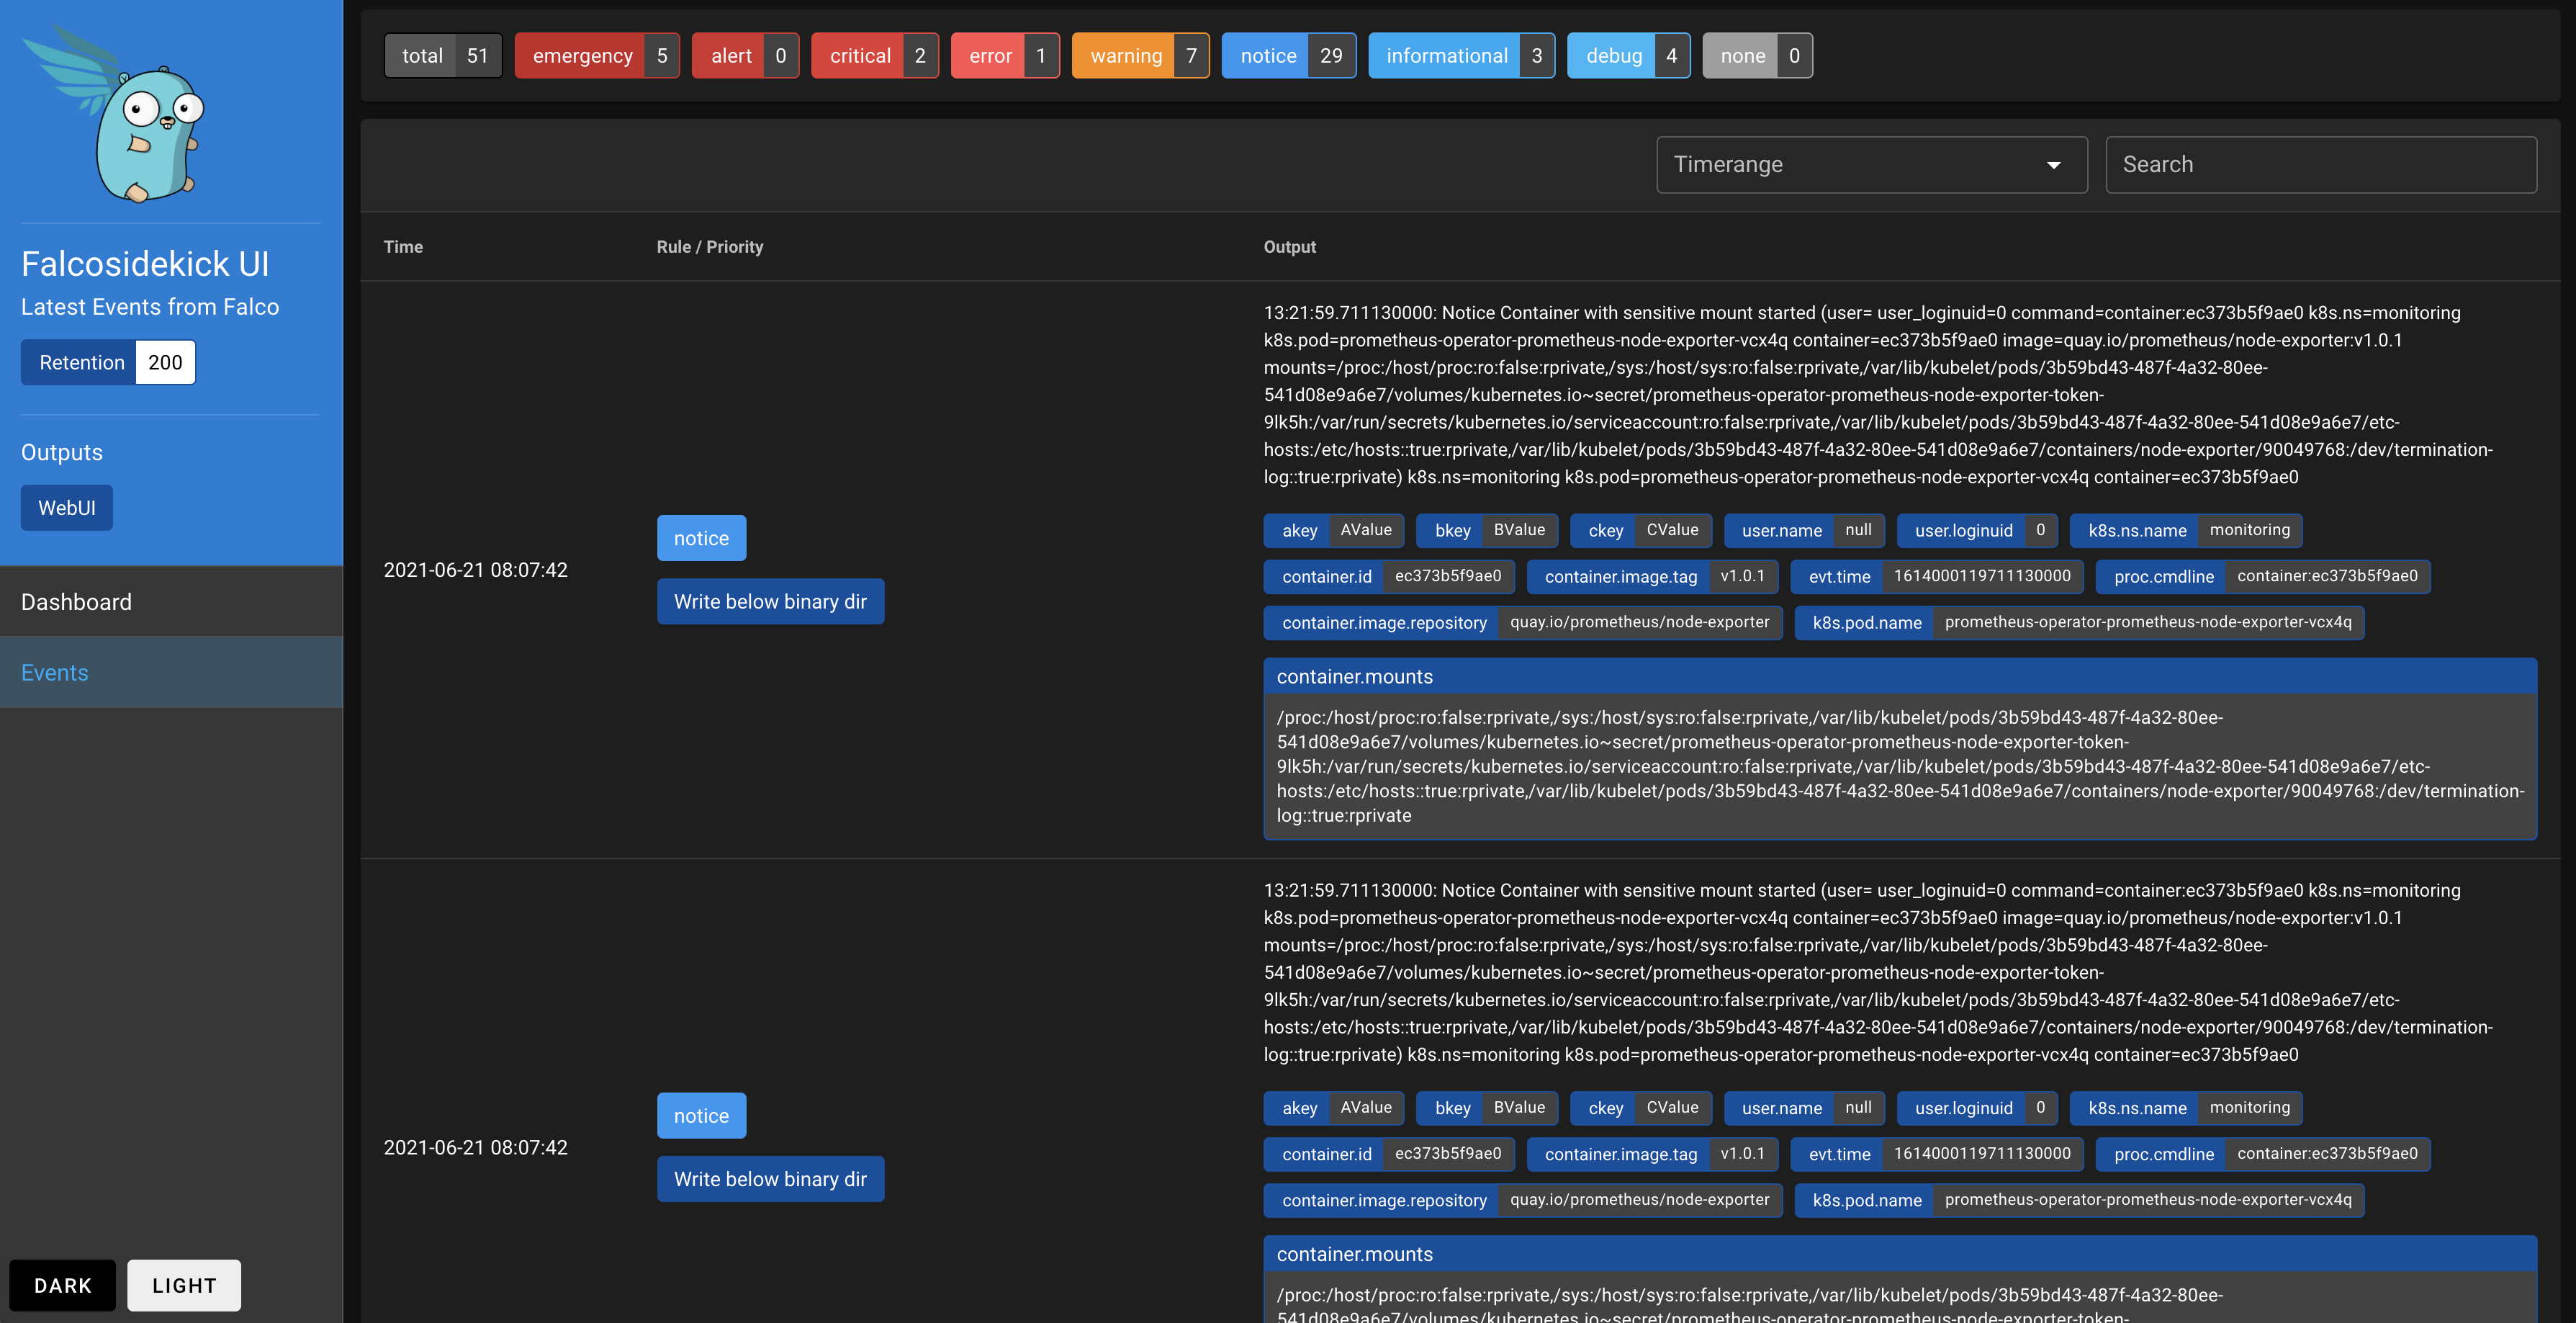 total 51 emergency 5 alert 0 critical 2 error 1 warning 7 notice 29 informational 3 debug 4 none 0
Falcosidekick UI
Latest Events from Falco
Retention 200
Outputs
WebUI
Dashboard
Events
DARK LIGHT
Timerange Search
Time Rule / Priority Output
2021-06-21 08:07:42
notice
Write below binary dir
13:21:59.711130000: Notice Container with sensitive mount started (user= user_loginuid=0 command=container:ec373b5f9ae0 k8s.ns=monitoring
k8s.pod=prometheus-operator-prometheus-node-exporter-vcx4q container=ec373b5f9ae0 image=quay.io/prometheus/node-exporter:v1.0.1
mounts=/proc:/host/proc:ro:false:rprivate,/sys:/host/sys:ro:false:rprivate,/var/lib/kubelet/pods/3b59bd43-487f-4a32-80ee-
541d08e9a6e7/volumes/kubernetes.io~secret/prometheus-operator-prometheus-node-exporter-token-
9lk5h:/var/run/secrets/kubernetes.io/serviceaccount:ro:false:rprivate,/var/lib/kubelet/pods/3b59bd43-487f-4a32-80ee-541d08e9a6e7/etc-
hosts:/etc/hosts::true:rprivate,/var/lib/kubelet/pods/3b59bd43-487f-4a32-80ee-541d08e9a6e7/containers/node-exporter/90049768:/dev/termination-
log::true:rprivate) k8s.ns=monitoring k8s.pod=prometheus-operator-prometheus-node-exporter-vcx4q container=ec373b5f9ae0
akey AValue bkey BValue ckey CValue user.name null user.loginuid 0 k8s.ns.name monitoring
container.id ec373b5f9ae0 container.image.tag v1.0.1 evt.time 1614000119711130000 proc.cmdline container:ec373b5f9ae0
container.image.repository quay.io/prometheus/node-exporter k8s.pod.name prometheus-operator-prometheus-node-exporter-vcx4q
container.mounts
/proc:/host/proc:ro:false:rprivate,/sys:/host/sys:ro:false:rprivate,/var/lib/kubelet/pods/3b59bd43-487f-4a32-80ee-
541d08e9a6e7/volumes/kubernetes.io~secret/prometheus-operator-prometheus-node-exporter-token-
9lk5h:/var/run/secrets/kubernetes.io/serviceaccount:ro:false:rprivate,/var/lib/kubelet/pods/3b59bd43-487f-4a32-80ee-541d08e9a6e7/etc-
hosts:/etc/hosts::true:rprivate,/var/lib/kubelet/pods/3b59bd43-487f-4a32-80ee-541d08e9a6e7/containers/node-exporter/90049768:/dev/termination-
log::true:rprivate
2021-06-21 08:07:42
notice
Write below binary dir
13:21:59.711130000: Notice Container with sensitive mount started (user= user_loginuid=0 command=container:ec373b5f9ae0 k8s.ns=monitoring
k8s.pod=prometheus-operator-prometheus-node-exporter-vcx4q container=ec373b5f9ae0 image=quay.io/prometheus/node-exporter:v1.0.1
mounts=/proc:/host/proc:ro:false:rprivate,/sys:/host/sys:ro:false:rprivate,/var/lib/kubelet/pods/3b59bd43-487f-4a32-80ee-
541d08e9a6e7/volumes/kubernetes.io~secret/prometheus-operator-prometheus-node-exporter-token-
9lk5h:/var/run/secrets/kubernetes.io/serviceaccount:ro:false:rprivate,/var/lib/kubelet/pods/3b59bd43-487f-4a32-80ee-541d08e9a6e7/etc-
hosts:/etc/hosts::true:rprivate,/var/lib/kubelet/pods/3b59bd43-487f-4a32-80ee-541d08e9a6e7/containers/node-exporter/90049768:/dev/termination-
log::true:rprivate) k8s.ns=monitoring k8s.pod=prometheus-operator-prometheus-node-exporter-vcx4q container=ec373b5f9ae0
akey AValue bkey BValue ckey CValue user.name null user.loginuid 0 k8s.ns.name monitoring
container.id ec373b5f9ae0 container.image.tag v1.0.1 evt.time 1614000119711130000 proc.cmdline container:ec373b5f9ae0
container.image.repository quay.io/prometheus/node-exporter k8s.pod.name prometheus-operator-prometheus-node-exporter-vcx4q
container.mounts
/proc:/host/proc:ro:false:rprivate,/sys:/host/sys:ro:false:rprivate,/var/lib/kubelet/pods/3b59bd43-487f-4a32-80ee-
541d08e9a6e7/volumes/kubernetes.io~secret/prometheus-operator-prometheus-node-exporter-token-